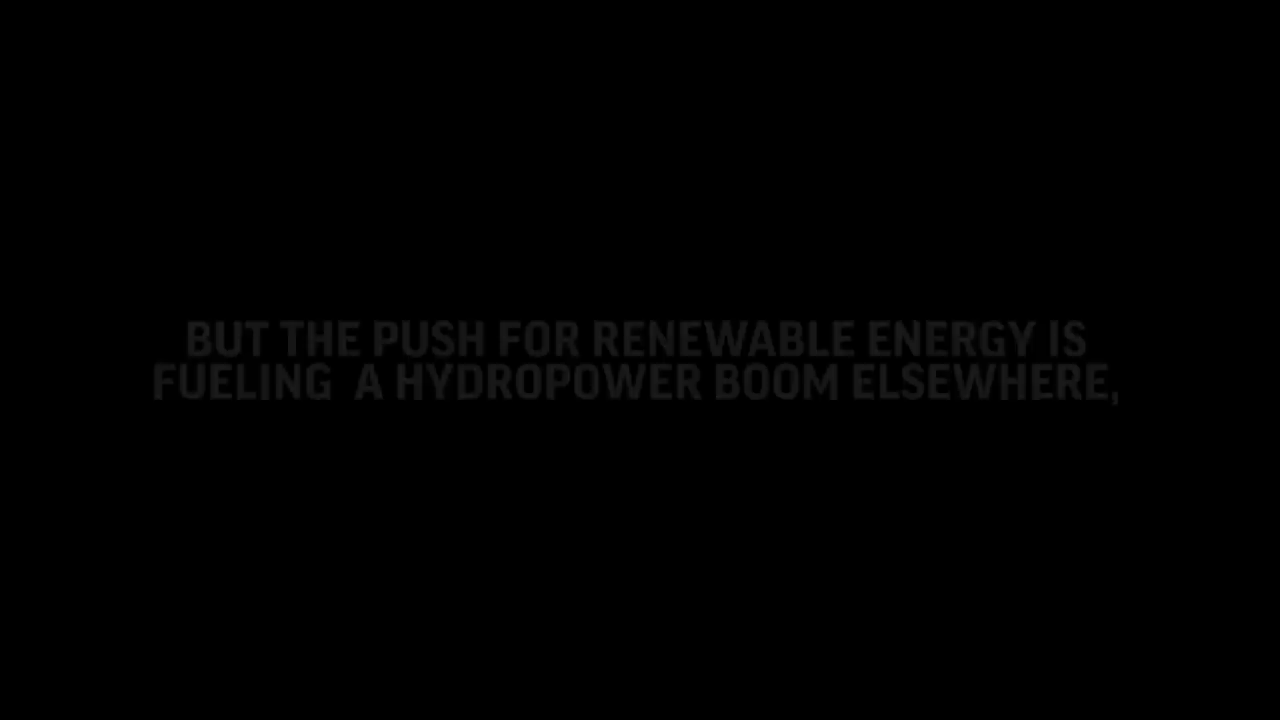 BUT THE PUSH FOR RENEWABLE ENERGY IS
FUELING A HYDROPOWER BOOM ELSEWHERE,